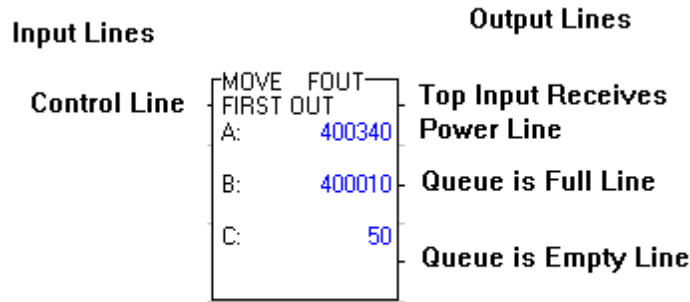 Input Lines
Output Lines
Control Line
MOVE FOUT
FIRST OUT
A: 400340
B: 400010
C: 50
Top Input Receives
Power Line
Queue is Full Line
Queue is Empty Line